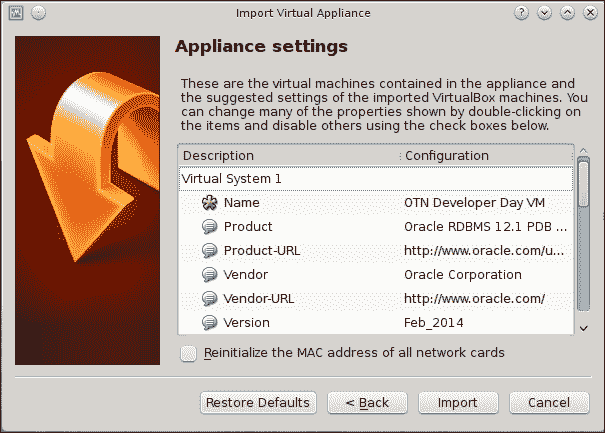 Import Virtual Appliance
Appliance settings
These are the virtual machines contained in the appliance and
the suggested settings of the imported VirtualBox machines. You
can change many of the properties shown by double-clicking on
the items and disable others using the check boxes below.
Description Configuration
Virtual System 1
Name OTN Developer Day VM
Product Oracle RDBMS 12.1 PDB ...
Product-URL http://www.oracle.com/u...
Vendor Oracle Corporation
Vendor-URL http://www.oracle.com/
Version Feb_2014
Reinitialize the MAC address of all network cards
Restore Defaults < Back Import Cancel